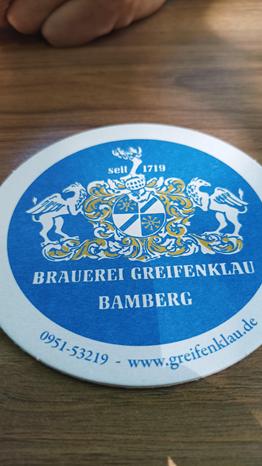 seit 1719
BRAUEREI GREIFENKLAU
BAMBERG
0951-53219 - www.greifenklau.de